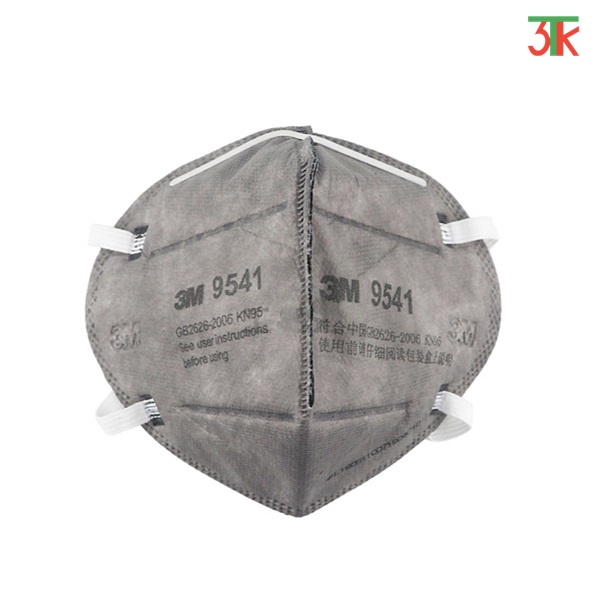 3TK
3M 9541
GB2626-2006 KN95
See user instructions
before using
3M 9541
符合中国GB2626-2006 KN95
使用前请仔细阅读包装盒上说明
3M
3M